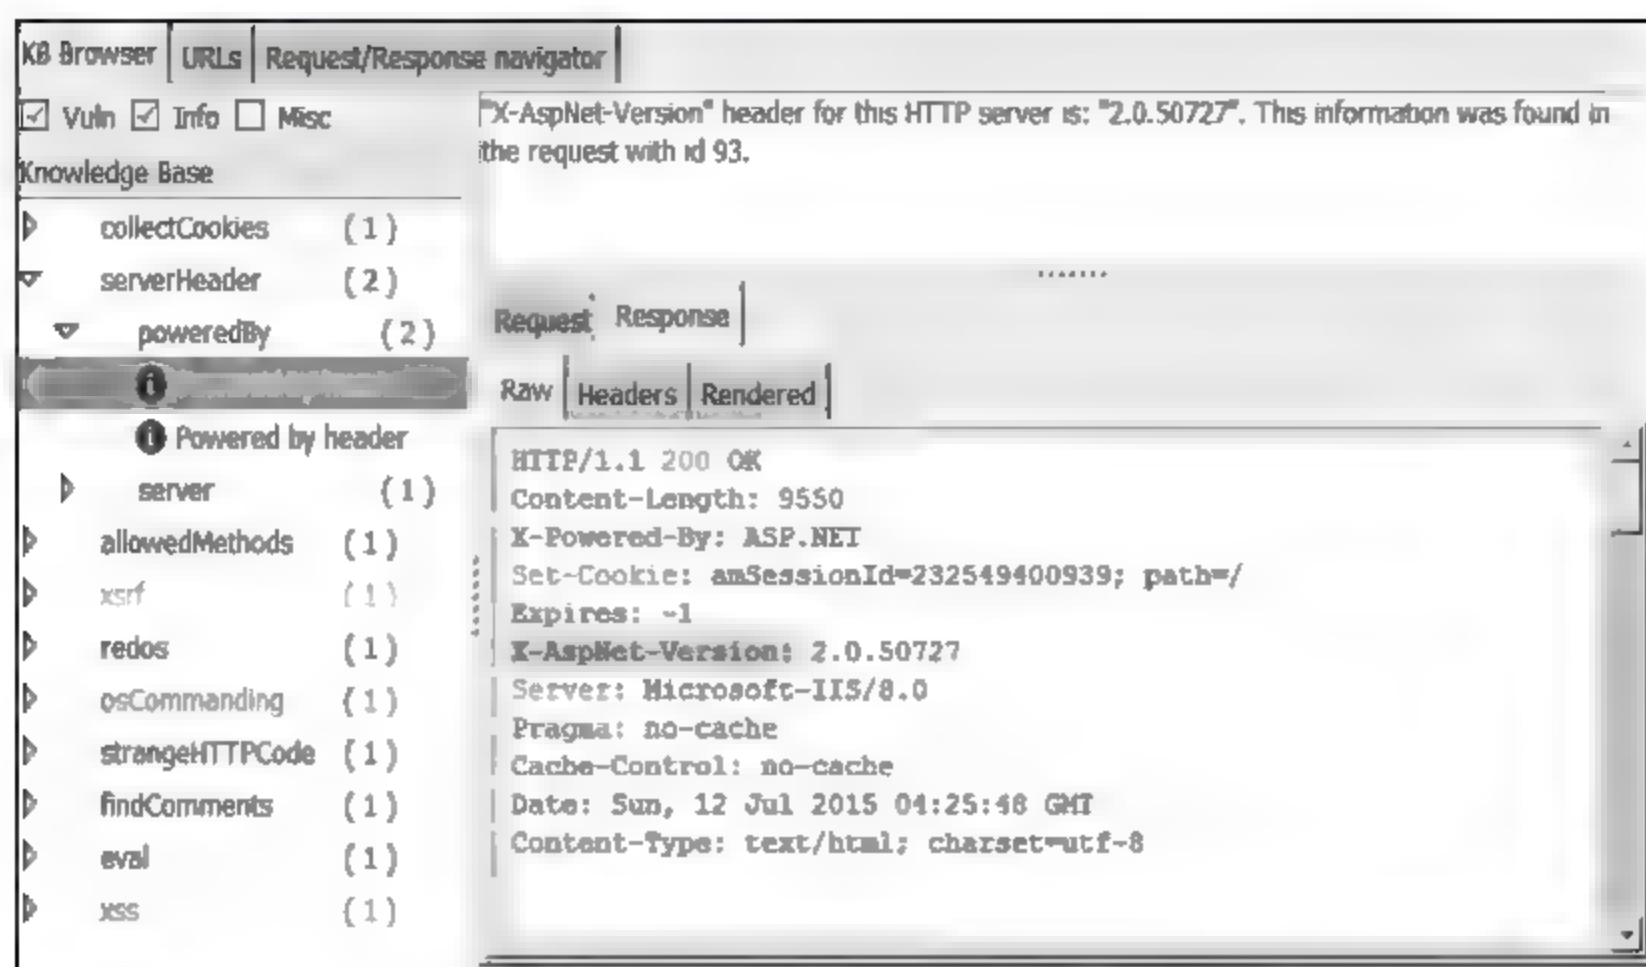 KB Browser URLs Request/Response navigator
Vuln Info Misc
Knowledge Base
collectCookies (1)
serverHeader (2)
poweredBy (2)
Powered by header
server (1)
allowedMethods (1)
xsrf (1)
redos (1)
osCommanding (1)
strangeHTTPCode (1)
findComments (1)
eval (1)
xss (1)
"X-AspNet-Version" header for this HTTP server is: "2.0.50727". This information was found in
the request with id 93.
Request Response
Raw Headers Rendered
HTTP/1.1 200 OK
Content-Length: 9550
X-Powered-By: ASP.NET
Set-Cookie: amSessionId=232549400939; path=/
Expires: -1
X-AspNet-Version: 2.0.50727
Server: Microsoft-IIS/8.0
Pragma: no-cache
Cache-Control: no-cache
Date: Sun, 12 Jul 2015 04:25:48 GMT
Content-Type: text/html; charset=utf-8